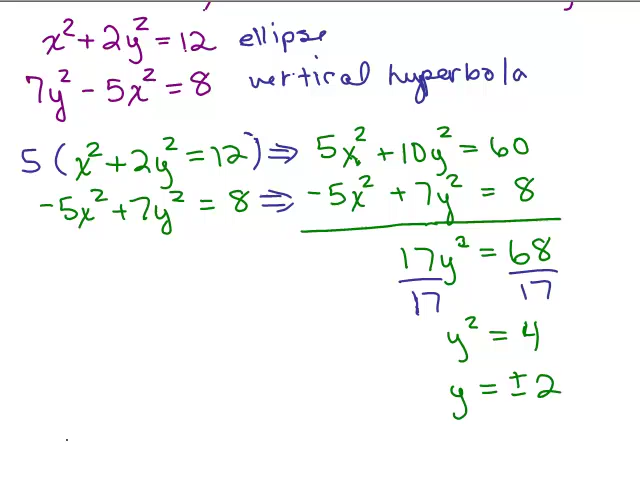 x² + 2y² = 12 ellipse
7y² - 5x² = 8 vertical hyperbola
5 ( x² + 2y² = 12 ) ⇒ 5x² + 10y² = 60
-5x² + 7y² = 8 ⇒ -5x² + 7y² = 8
17y² = 68
17 17
y² = 4
y = ±2